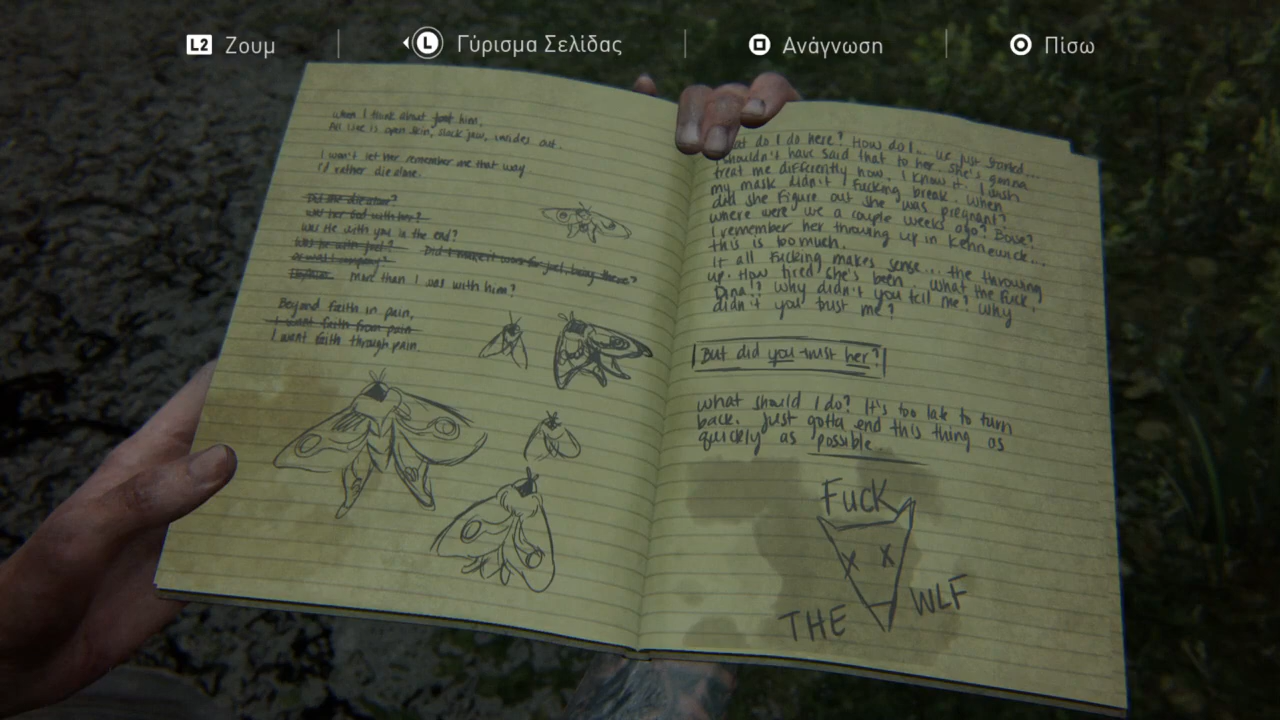 L2 Ζουμ
L Γύρισμα Σελίδας
Ανάγνωση
Πίσω
when I think about him,
All I see is open skin, slack jaw, insides out.
I won't let her remember me that way.
I'd rather die alone.
Did she die alone?
was her God with her?
was He with you in the end?
was he with Joel?
or was I enough?
More than I was with him?
Beyond faith in pain,
I want faith from pain
I want faith through pain.
what do I do here? How do I... we just started...
I shouldn't have said that to her. She's gonna
treat me differently now. I know it. I wish
my mask didn't fucking break. When
did she figure out she was pregnant?
where were we a couple weeks ago? Boise?
I remember her throwing up in Kennewick...
this is too much.
It all fucking makes sense... the throwing
up. How tired she's been. What the fuck,
Dina!? Why didn't you tell me? Why
didn't you trust me?
But did you trust her?
what should I do? It's too late to turn
back. Just gotta end this thing as
quickly as possible.
FUCK
THE WLF